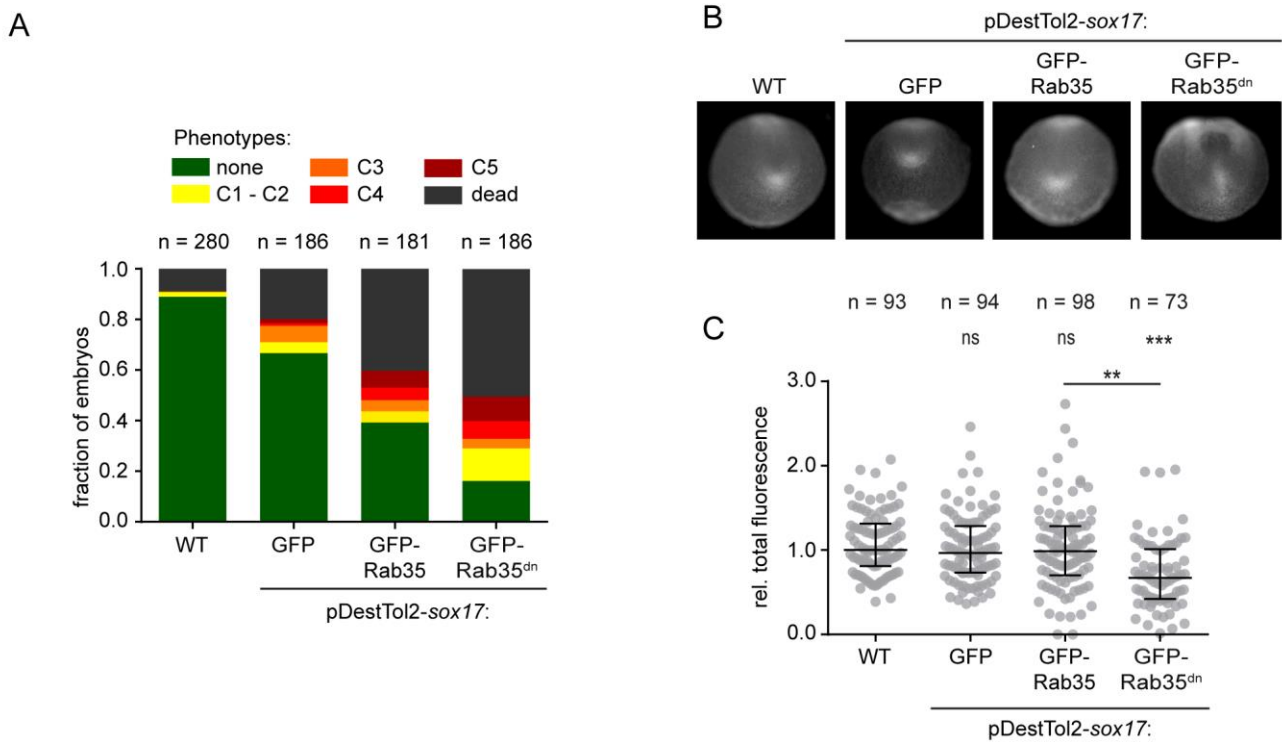 A
Phenotypes:
none
C3
C5
C1 - C2
C4
dead
n = 280
n = 186
n = 181
n = 186
fraction of embryos
1.0
0.8
0.6
0.4
0.2
0.0
WT
GFP
GFP-
Rab35
GFP-
Rab35dn
pDestTol2-sox17:
B
pDestTol2-sox17:
WT
GFP
GFP-
Rab35
GFP-
Rab35dn
C
n = 93
n = 94
n = 98
n = 73
ns
ns
***
**
rel. total fluorescence
3.0
2.0
1.0
0.0
WT
GFP
GFP-
Rab35
GFP-
Rab35dn
pDestTol2-sox17: